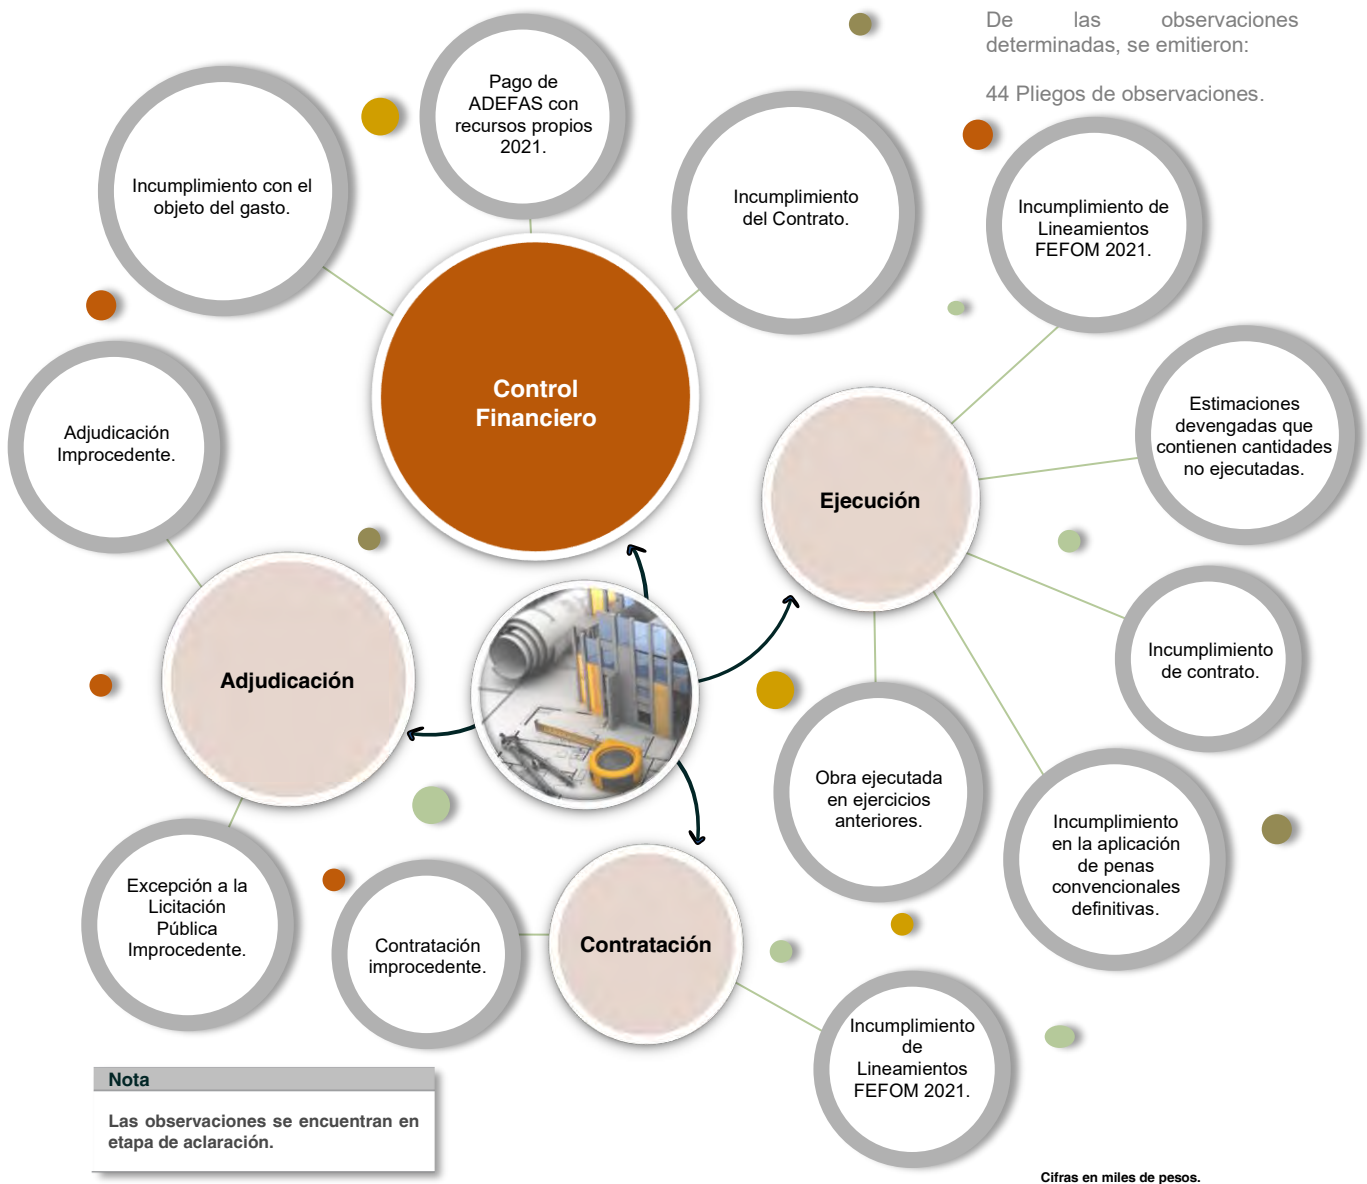 De las observaciones
determinadas, se emitieron:
44 Pliegos de observaciones.
Pago de
ADEFAS con
recursos propios
2021.
Incumplimiento con el
objeto del gasto.
Incumplimiento
del Contrato.
Incumplimiento de
Lineamientos
FEFOM 2021.
Control
Financiero
Estimaciones
devengadas que
contienen cantidades
no ejecutadas.
Adjudicación
Improcedente.
Ejecución
Incumplimiento
de contrato.
Adjudicación
Obra ejecutada
en ejercicios
anteriores.
Incumplimiento
en la aplicación
de penas
convencionales
definitivas.
Excepción a la
Licitación
Pública
Improcedente.
Contratación
improcedente.
Contratación
Incumplimiento
de
Lineamientos
FEFOM 2021.
Nota
Las observaciones se encuentran en
etapa de aclaración.
Cifras en miles de pesos.